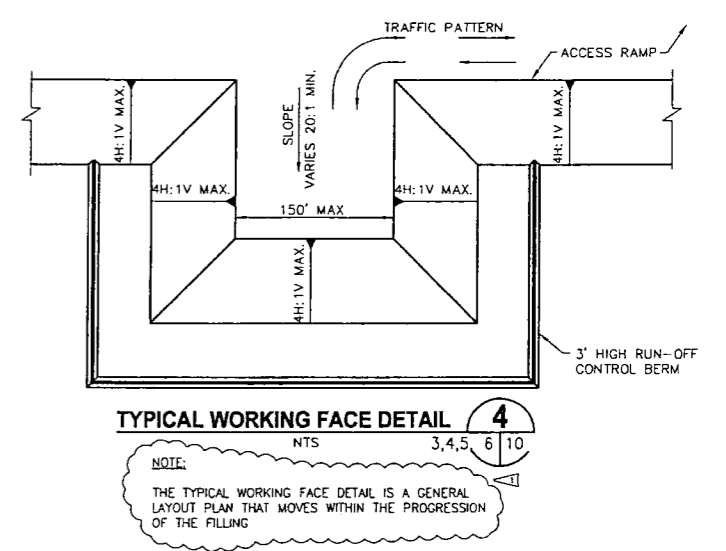 TRAFFIC PATTERN
ACCESS RAMP
4H:1V MAX.
SLOPE
VARIES 20:1 MIN.
4H:1V MAX.
4H:1V MAX.
4H:1V MAX.
150' MAX
4H:1V MAX.
3' HIGH RUN-OFF
CONTROL BERM
TYPICAL WORKING FACE DETAIL
4
NTS
3,4,5, 6 10
NOTE:
1
THE TYPICAL WORKING FACE DETAIL IS A GENERAL
LAYOUT PLAN THAT MOVES WITHIN THE PROGRESSION
OF THE FILLING